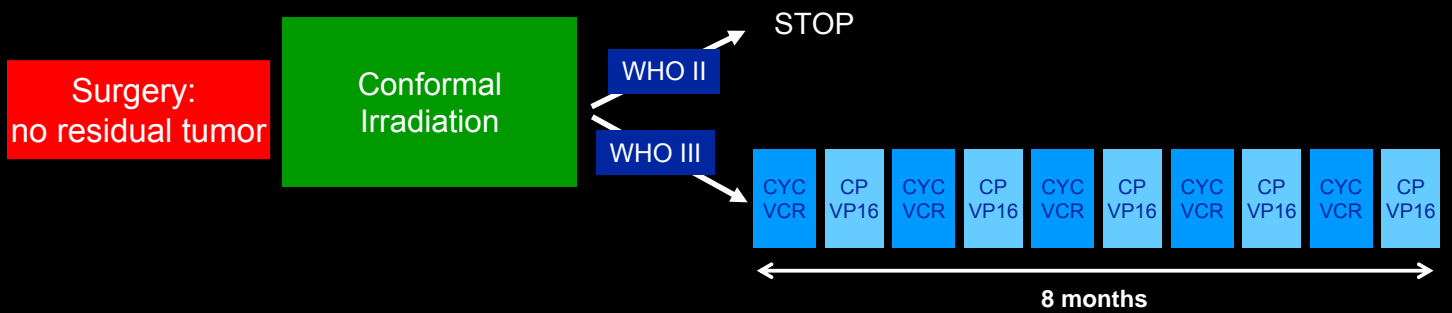 STOP
WHO II
Surgery:
no residual tumor
Conformal
Irradiation
WHO III
CYC
VCR
CP
VP16
CYC
VCR
CP
VP16
CYC
VCR
CP
VP16
CYC
VCR
CP
VP16
CYC
VCR
CP
VP16
8 months